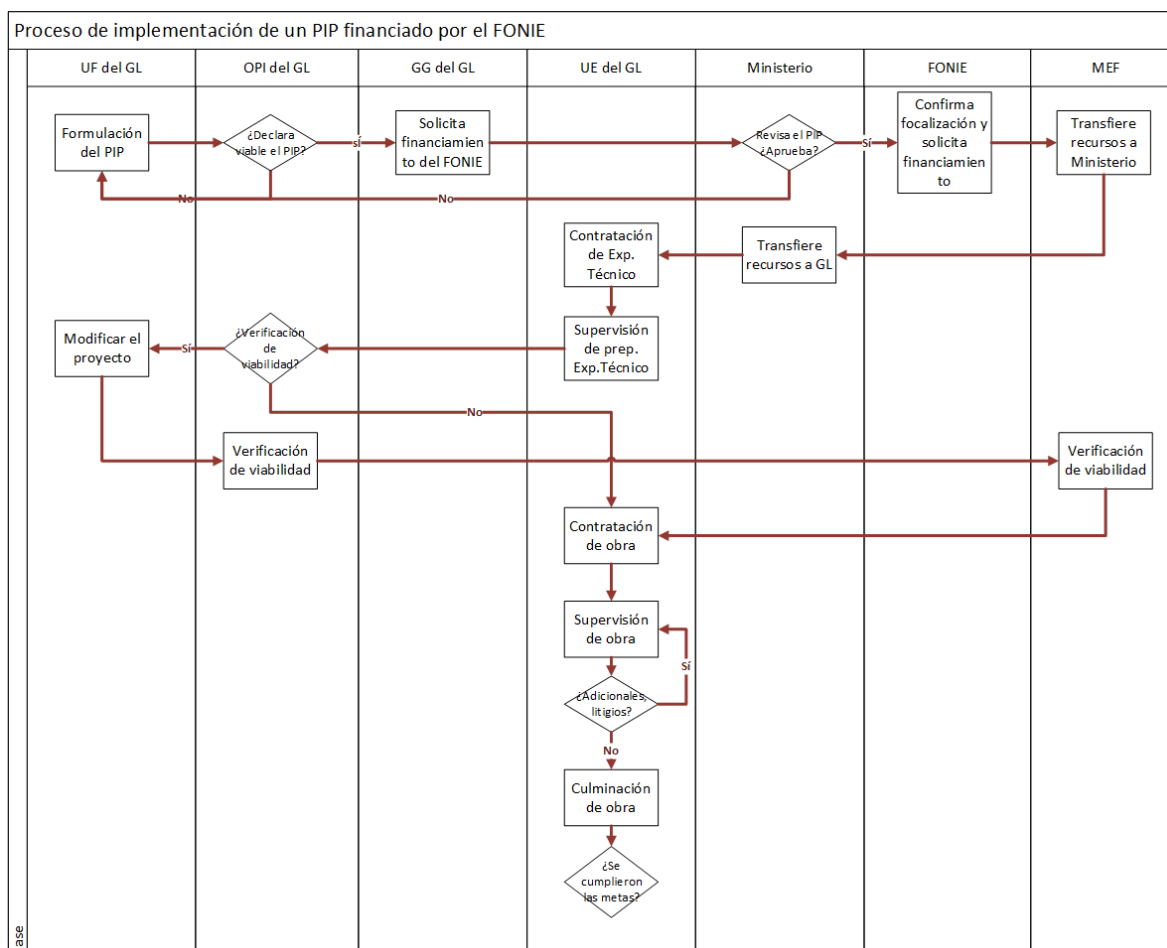 Proceso de implementación de un PIP financiado por el FONIE
UF del GL
OPI del GL
GG del GL
UE del GL
Ministerio
FONIE
MEF
Formulación
del PIP
¿Declara
viable el PIP?
sí
Solicita
financiamie
nto del FONIE
Revisa el PIP
¿Aprueba?
Sí
Confirma
focalización y
solicita
financiamie
nto
Transfiere
recursos a
Ministerio
No
No
Contratación
de Exp.
Técnico
Transfiere
recursos a GL
Modificar el
proyecto
Sí
¿Verificación
de
viabilidad?
Supervisión
de prep.
Exp.Técnico
No
Verificación
de viabilidad
Verificación
de viabilidad
Contratación
de obra
Supervisión
de obra
Sí
¿Adicionales,
litigios?
No
Culminación
de obra
¿Se
cumplieron
las metas?
ase